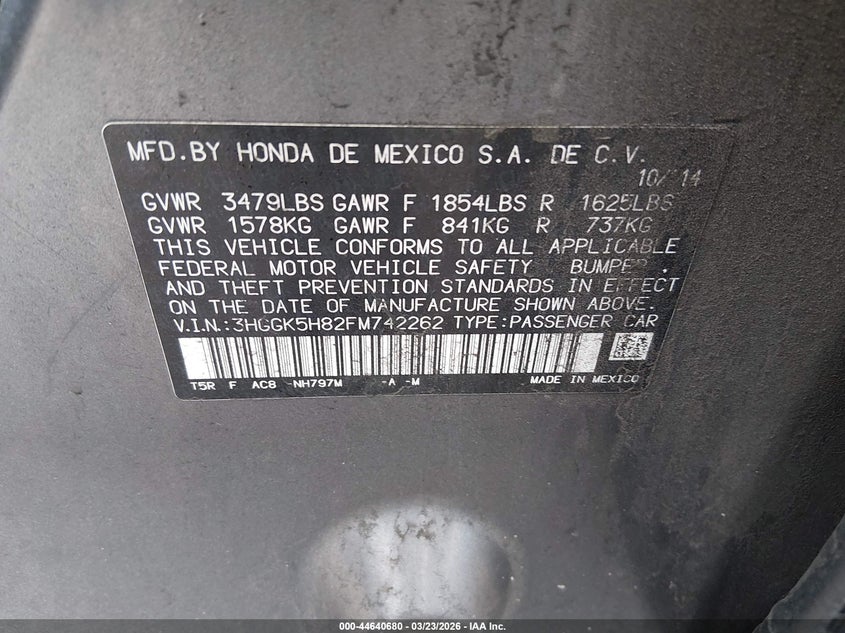 MFD.BY HONDA DE MEXICO S.A. DE C.V.
10/ 14
GVWR 3479LBS GAWR F 1854LBS R 1625LBS
GVWR 1578KG GAWR F 841KG R 737KG
THIS VEHICLE CONFORMS TO ALL APPLICABLE
FEDERAL MOTOR VEHICLE SAFETY BUMPER ,
AND THEFT PREVENTION STANDARDS IN EFFECT
ON THE DATE OF MANUFACTURE SHOWN ABOVE.
V.I.N.:3HGGK5H82FM742262 TYPE:PASSENGER CAR
T5R F AC8 -NH797M -A -M MADE IN MEXICO
000-44640680 - 03/23/2026 - IAA Inc.